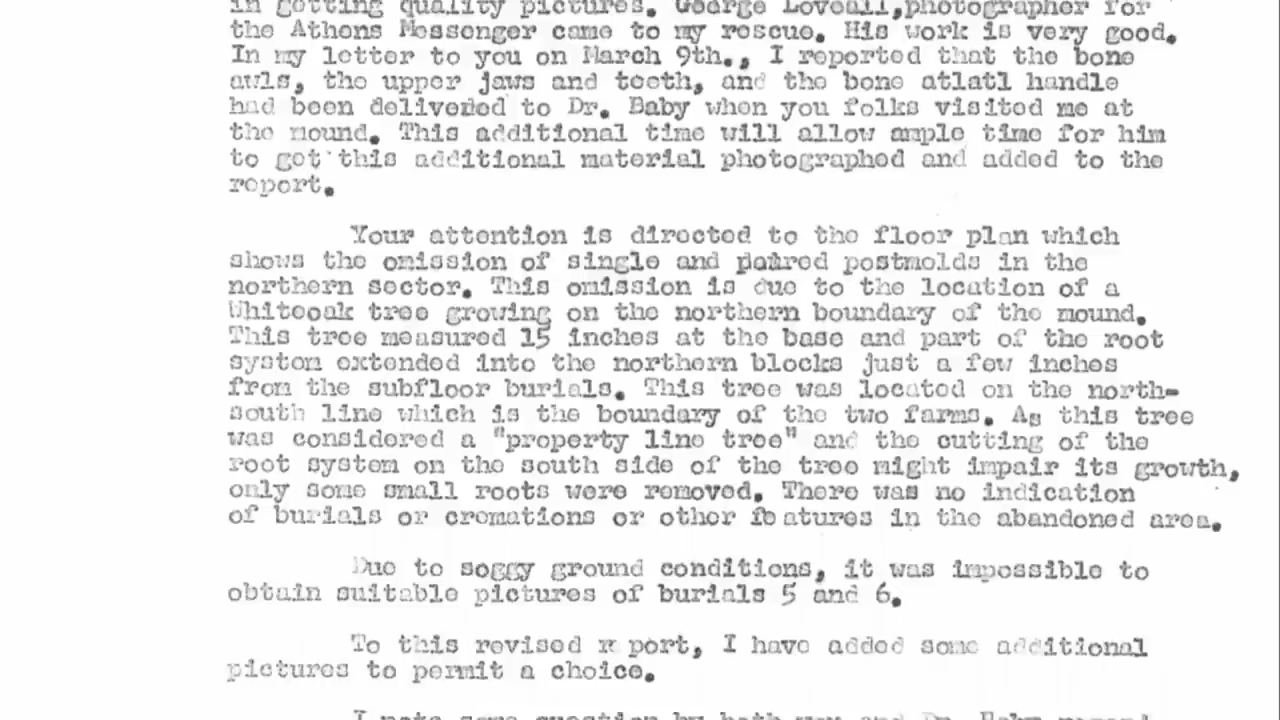 in getting quality pictures. George Loveall,photographer for
the Athens Messenger came to my rescue. His work is very good.
In my letter to you on March 9th., I reported that the bone
awls, the upper jaws and teeth, and the bone atlatl handle
had been delivered to Dr. Baby when you folks visited me at
the mound. This additional time will allow ample time for him
to get this additional material photographed and added to the
report.
Your attention is directed to the floor plan which
shows the omission of single and paired postmolds in the
northern sector. This omission is due to the location of a
Whiteoak tree growing on the northern boundary of the mound.
This tree measured 15 inches at the base and part of the root
system extended into the northern blocks just a few inches
from the subfloor burials. This tree was located on the north-
south line which is the boundary of the two farms. As this tree
was considered a "property line tree" and the cutting of the
root system on the south side of the tree might impair its growth,
only some small roots were removed. There was no indication
of burials or cremations or other features in the abandoned area.
Due to soggy ground conditions, it was impossible to
obtain suitable pictures of burials 5 and 6.
To this revised r port, I have added some additional
pictures to permit a choice.
I note some question by both you and Dr. Baby